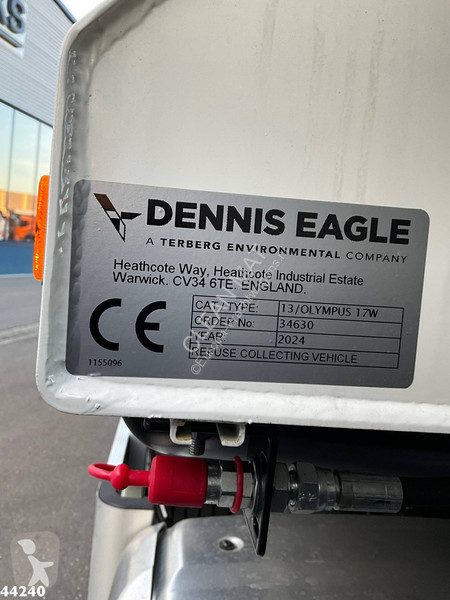 DENNIS EAGLE
A TERBERG ENVIRONMENTAL COMPANY
Heathcote Way, Heathcote Industrial Estate
Warwick. CV34 6TE. ENGLAND.
CE
CAT/TYPE: 13/OLYMPUS 17W
ORDER No: 34630
YEAR: 2024
REFUSE COLLECTING VEHICLE
1155096
44240